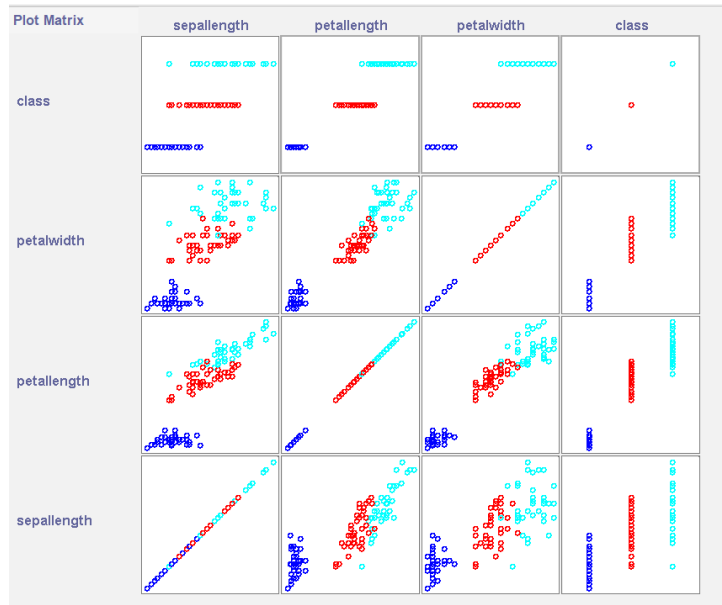 Plot Matrix
sepallength petallength petalwidth class
class
petalwidth
petallength
sepallength